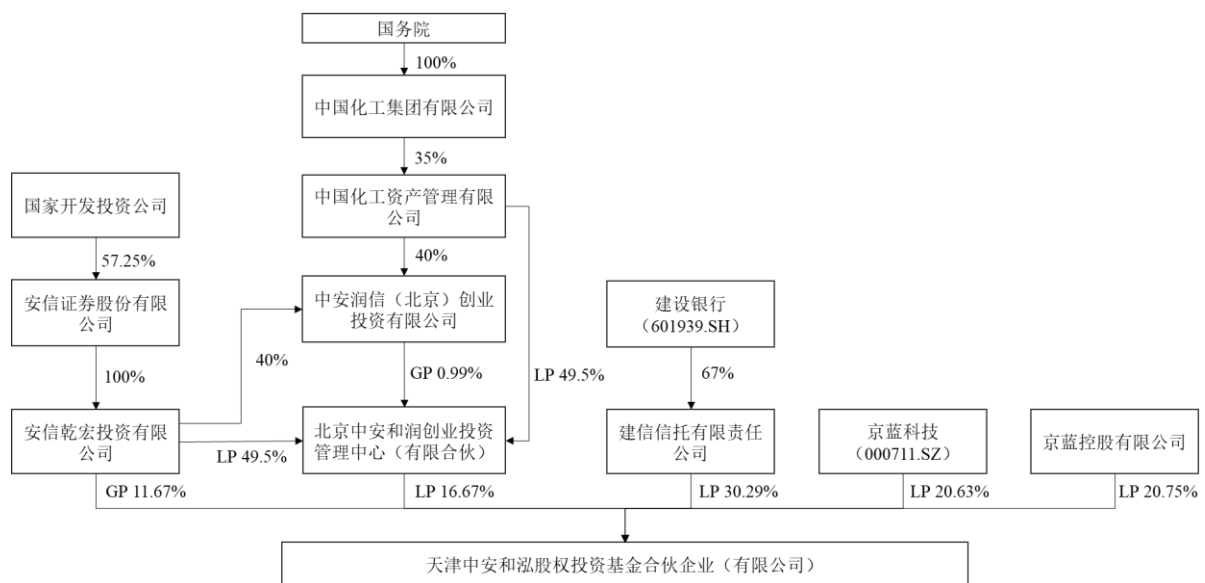 国务院
100%
中国化工集团有限公司
35%
国家开发投资公司
中国化工资产管理有限
公司
57.25%
40%
安信证券股份有限
公司
中安润信（北京）创业
投资有限公司
建设银行
（601939.SH）
100%
40%
GP 0.99%
LP 49.5%
67%
安信乾宏投资有限
公司
LP 49.5%
北京中安和润创业投资
管理中心（有限合伙）
建信信托有限责任
公司
京蓝科技
（000711.SZ）
京蓝控股有限公司
GP 11.67%
LP 16.67%
LP 30.29%
LP 20.63%
LP 20.75%
天津中安和泓股权投资基金合伙企业（有限公司）